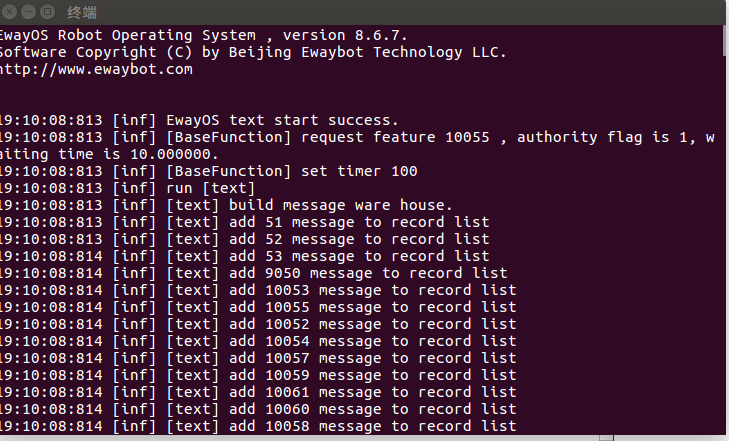 终端
EwayOS Robot Operating System , version 8.6.7.
Software Copyright (C) by Beijing Ewaybot Technology LLC.
http://www.ewaybot.com
19:10:08:813 [inf] EwayOS text start success.
19:10:08:813 [inf] [BaseFunction] request feature 10055 , authority flag is 1, w
aiting time is 10.000000.
19:10:08:813 [inf] [BaseFunction] set timer 100
19:10:08:813 [inf] run [text]
19:10:08:813 [inf] [text] build message ware house.
19:10:08:813 [inf] [text] add 51 message to record list
19:10:08:813 [inf] [text] add 52 message to record list
19:10:08:814 [inf] [text] add 53 message to record list
19:10:08:814 [inf] [text] add 9050 message to record list
19:10:08:814 [inf] [text] add 10053 message to record list
19:10:08:814 [inf] [text] add 10055 message to record list
19:10:08:814 [inf] [text] add 10052 message to record list
19:10:08:814 [inf] [text] add 10054 message to record list
19:10:08:814 [inf] [text] add 10057 message to record list
19:10:08:814 [inf] [text] add 10059 message to record list
19:10:08:814 [inf] [text] add 10061 message to record list
19:10:08:814 [inf] [text] add 10060 message to record list
19:10:08:814 [inf] [text] add 10058 message to record list